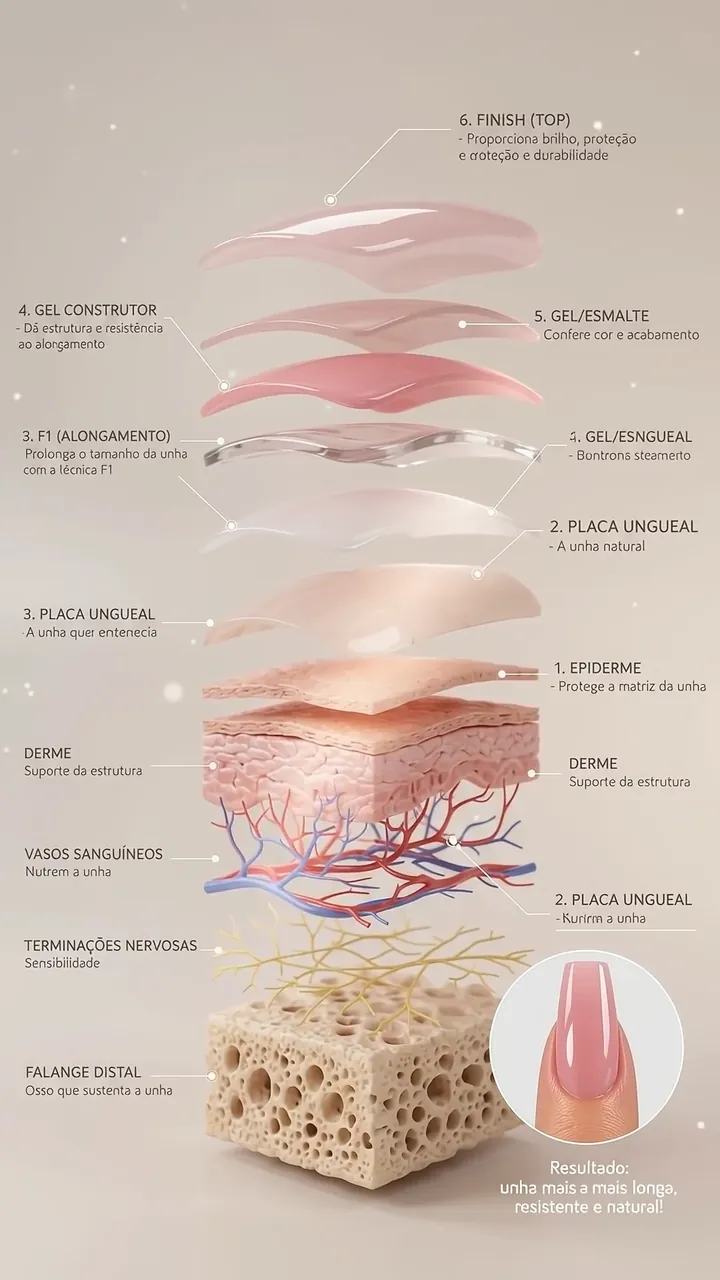 6. FINISH (TOP)
- Proporciona brilho, proteção
e croteção e durabilidade
4. GEL CONSTRUTOR
- Dá estrutura e resistência
ao alongamento
5. GEL/ESMALTE
Confere cor e acabamento
3. F1 (ALONGAMENTO)
Prolonga o tamanho da unha
com a técnica F1
1. GEL/ESNGUEAL
- Bontrons steamerto
2. PLACA UNGUEAL
- A unha natural
3. PLACA UNGUEAL
- A unha quer entenecia
1. EPIDERME
- Protege a matriz da unha
DERME
Suporte da estrutura
DERME
Suporte da estrutura
VASOS SANGUÍNEOS
Nutrem a unha
2. PLACA UNGUEAL
- Kurirm a unha
TERMINAÇÕES NERVOSAS
Sensibilidade
FALANGE DISTAL
Osso que sustenta a unha
Resultado:
unha mais a mais longa,
resistente e natural!